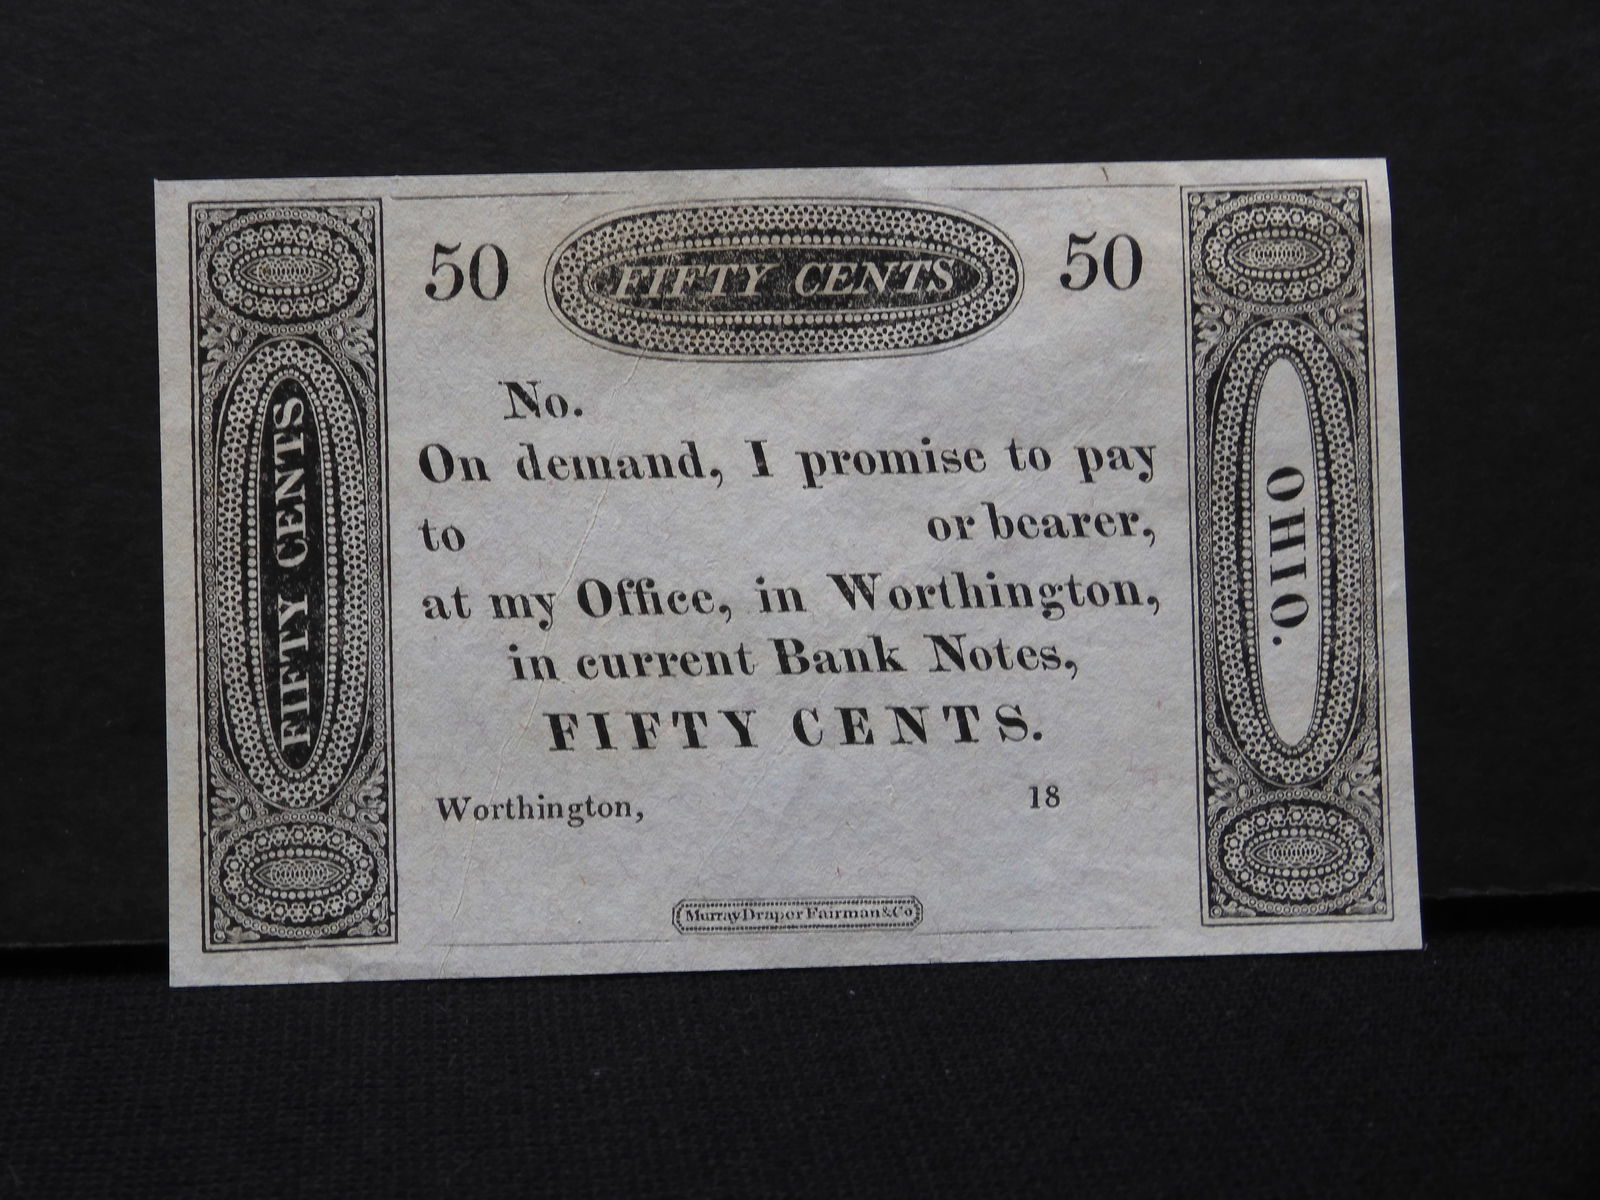 50 FIFTY CENTS 50
No.
On demand, I promise to pay
to or bearer,
at my Office, in Worthington,
in current Bank Notes,
FIFTY CENTS.
Worthington, 18
Murray Draper Fairman & Co
FIFTY CENTS
OHIO.